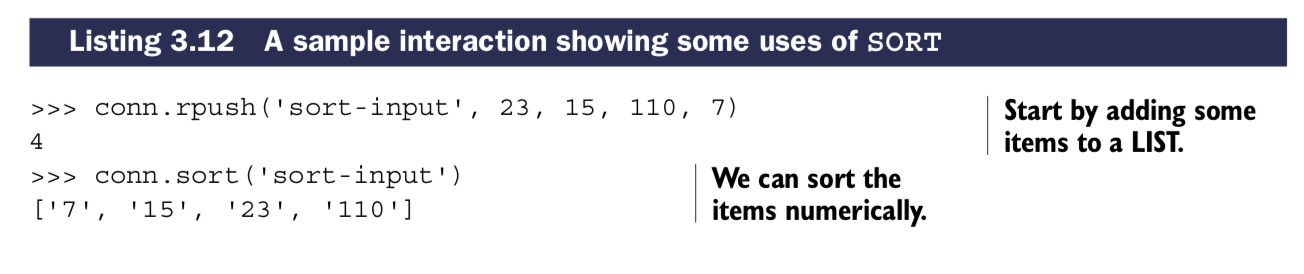 Listing 3.12 A sample interaction showing some uses of SORT
>>> conn.rpush('sort-input', 23, 15, 110, 7)
Start by adding some
items to a LIST.
4
>>> conn.sort('sort-input')
['7', '15', '23', '110']
We can sort the
items numerically.